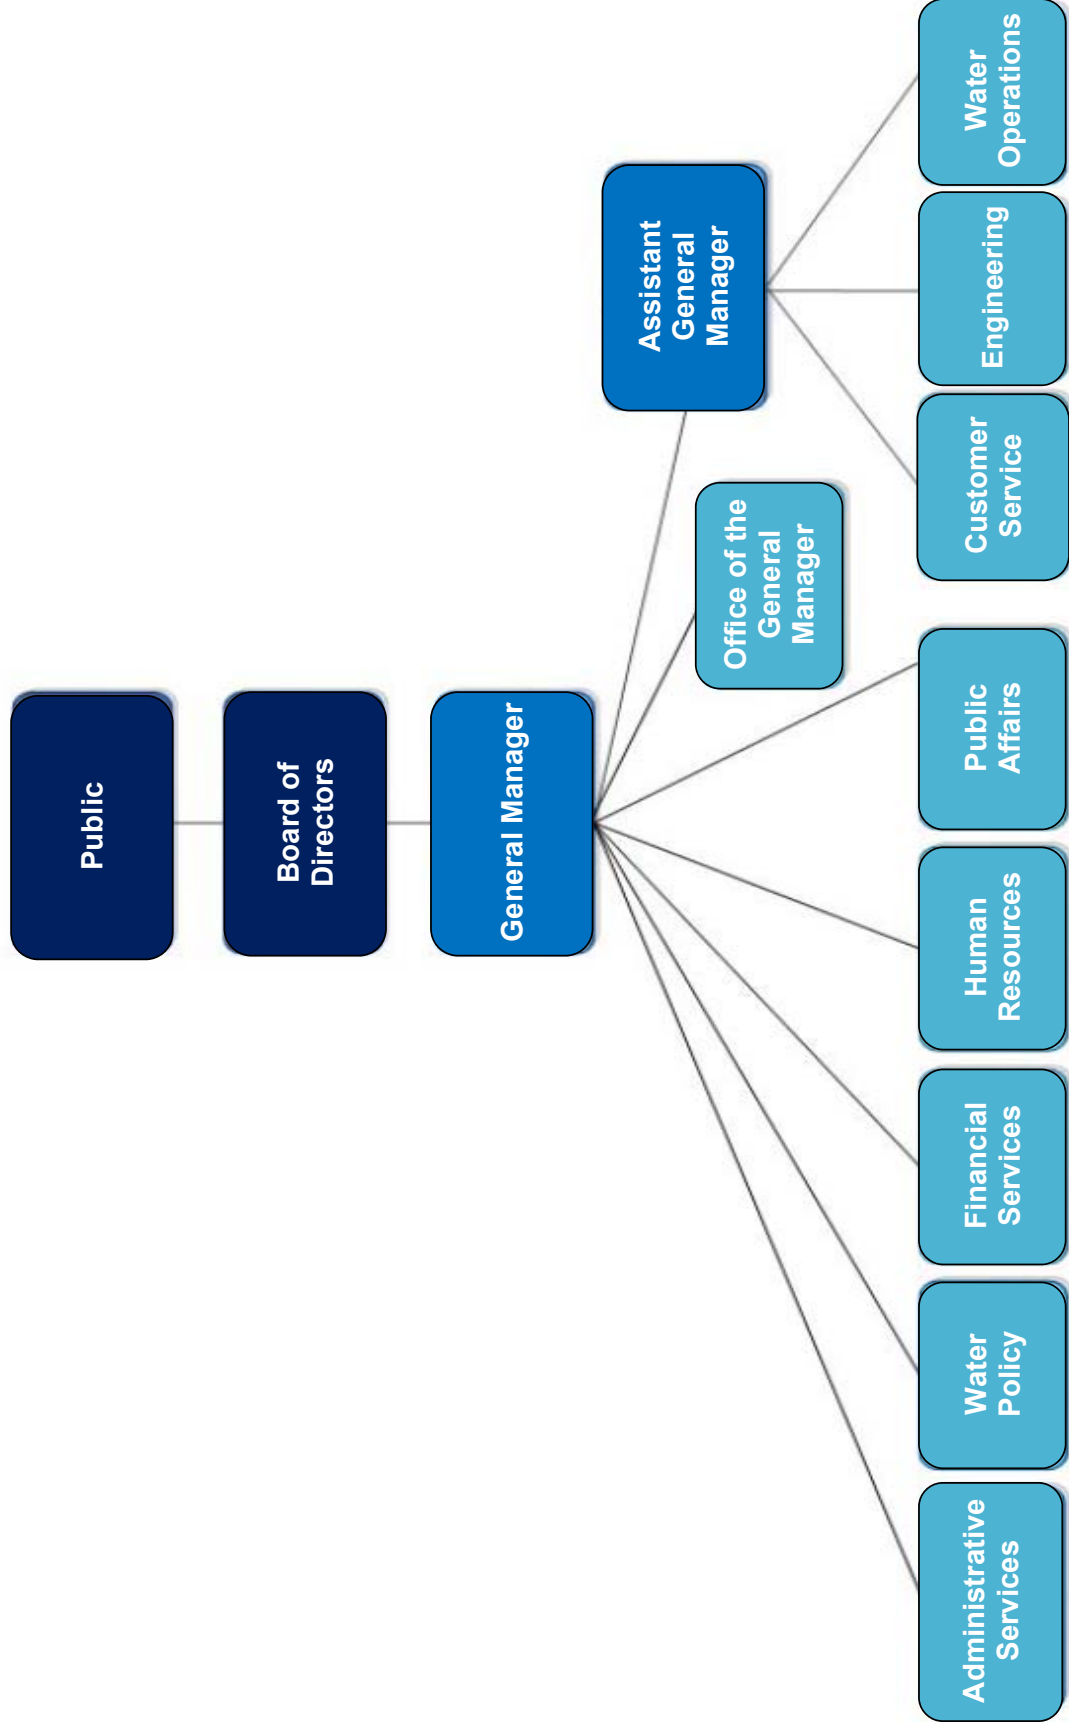 Public
Board of
Directors
General Manager
Assistant
General
Manager
Office of the
General
Manager
Administrative
Services
Water
Policy
Financial
Services
Human
Resources
Public
Affairs
Customer
Service
Engineering
Water
Operations